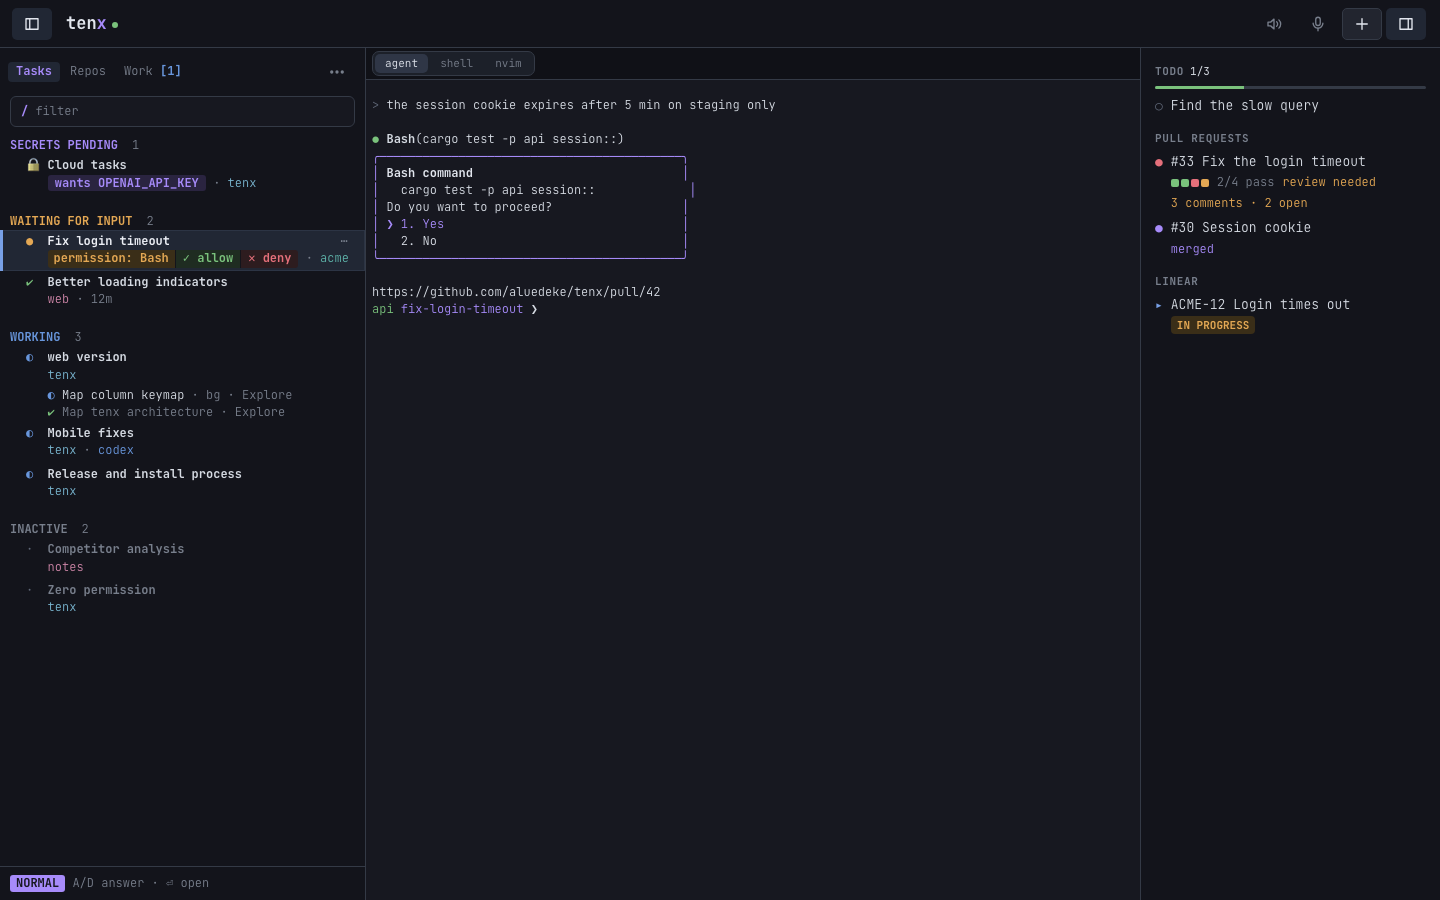 tenx
Tasks Repos Work [1] •••
/ filter
SECRETS PENDING 1
🔒 Cloud tasks
wants OPENAI_API_KEY · tenx
WAITING FOR INPUT 2
● Fix login timeout ⋯
permission: Bash ✓ allow ✕ deny · acme
✔ Better loading indicators
web · 12m
WORKING 3
◐ web version
tenx
◐ Map column keymap · bg · Explore
✔ Map tenx architecture · Explore
◐ Mobile fixes
tenx · codex
◐ Release and install process
tenx
INACTIVE 2
· Competitor analysis
notes
· Zero permission
tenx
NORMAL A/D answer · ⏎ open
agent shell nvim
> the session cookie expires after 5 min on staging only
● Bash(cargo test -p api session::)
Bash command
cargo test -p api session::
Do you want to proceed?
❯ 1. Yes
2. No
https://github.com/aluedeke/tenx/pull/42
api fix-login-timeout ❯
TODO 1/3
○ Find the slow query
PULL REQUESTS
● #33 Fix the login timeout
2/4 pass review needed
3 comments · 2 open
● #30 Session cookie
merged
LINEAR
▸ ACME-12 Login times out
IN PROGRESS